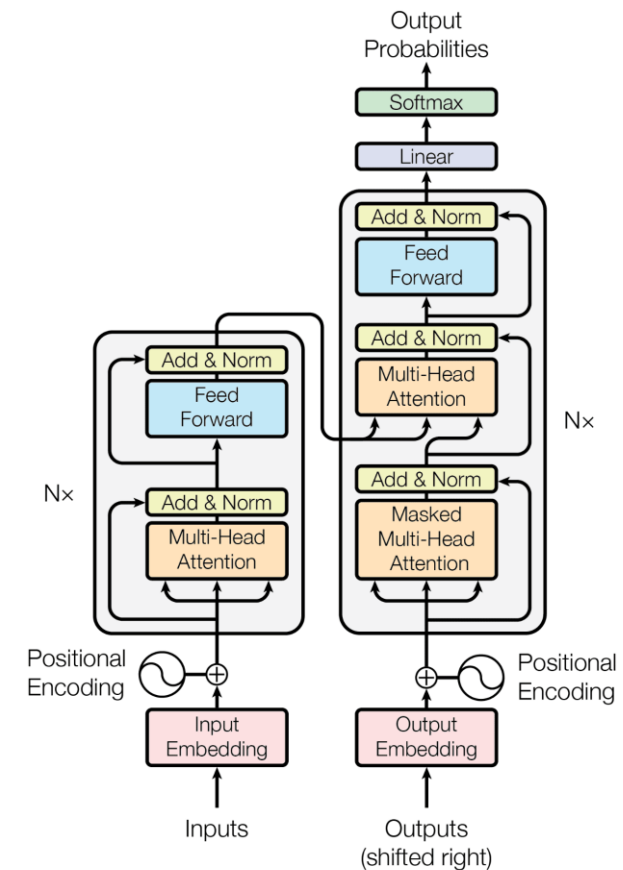 Output
Probabilities
Softmax
Linear
Add & Norm
Feed
Forward
Add & Norm
Multi-Head
Attention
Add & Norm
Masked
Multi-Head
Attention
N×
Add & Norm
Feed
Forward
Add & Norm
Multi-Head
Attention
N×
Positional
Encoding
Positional
Encoding
Input
Embedding
Output
Embedding
Inputs
Outputs
(shifted right)